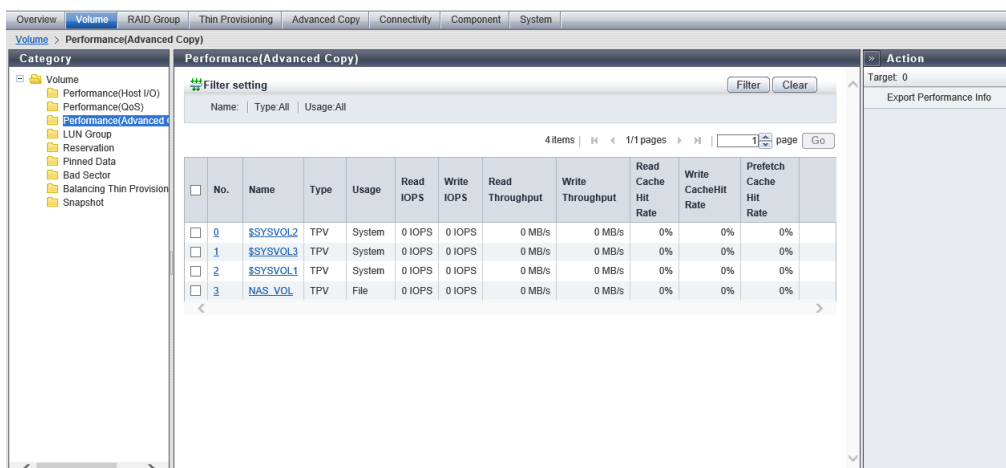 Overview Volume RAID Group Thin Provisioning Advanced Copy Connectivity Component System
Volume > Performance(Advanced Copy)
Category
Volume
Performance(Host I/O)
Performance(QoS)
Performance(Advanced
LUN Group
Reservation
Pinned Data
Bad Sector
Balancing Thin Provision
Snapshot
Performance(Advanced Copy)
Filter setting Filter Clear
Name: Type:All Usage:All
4 items 1/1 pages 1 page Go
No. Name Type Usage Read IOPS Write IOPS Read Throughput Write Throughput Read Cache Hit Rate Write CacheHit Rate Prefetch Cache Hit Rate
0 $SYSVOL2 TPV System 0 IOPS 0 IOPS 0 MB/s 0 MB/s 0% 0% 0%
1 $SYSVOL3 TPV System 0 IOPS 0 IOPS 0 MB/s 0 MB/s 0% 0% 0%
2 $SYSVOL1 TPV System 0 IOPS 0 IOPS 0 MB/s 0 MB/s 0% 0% 0%
3 NAS_VOL TPV File 0 IOPS 0 IOPS 0 MB/s 0 MB/s 0% 0% 0%
» Action
Target: 0
Export Performance Info